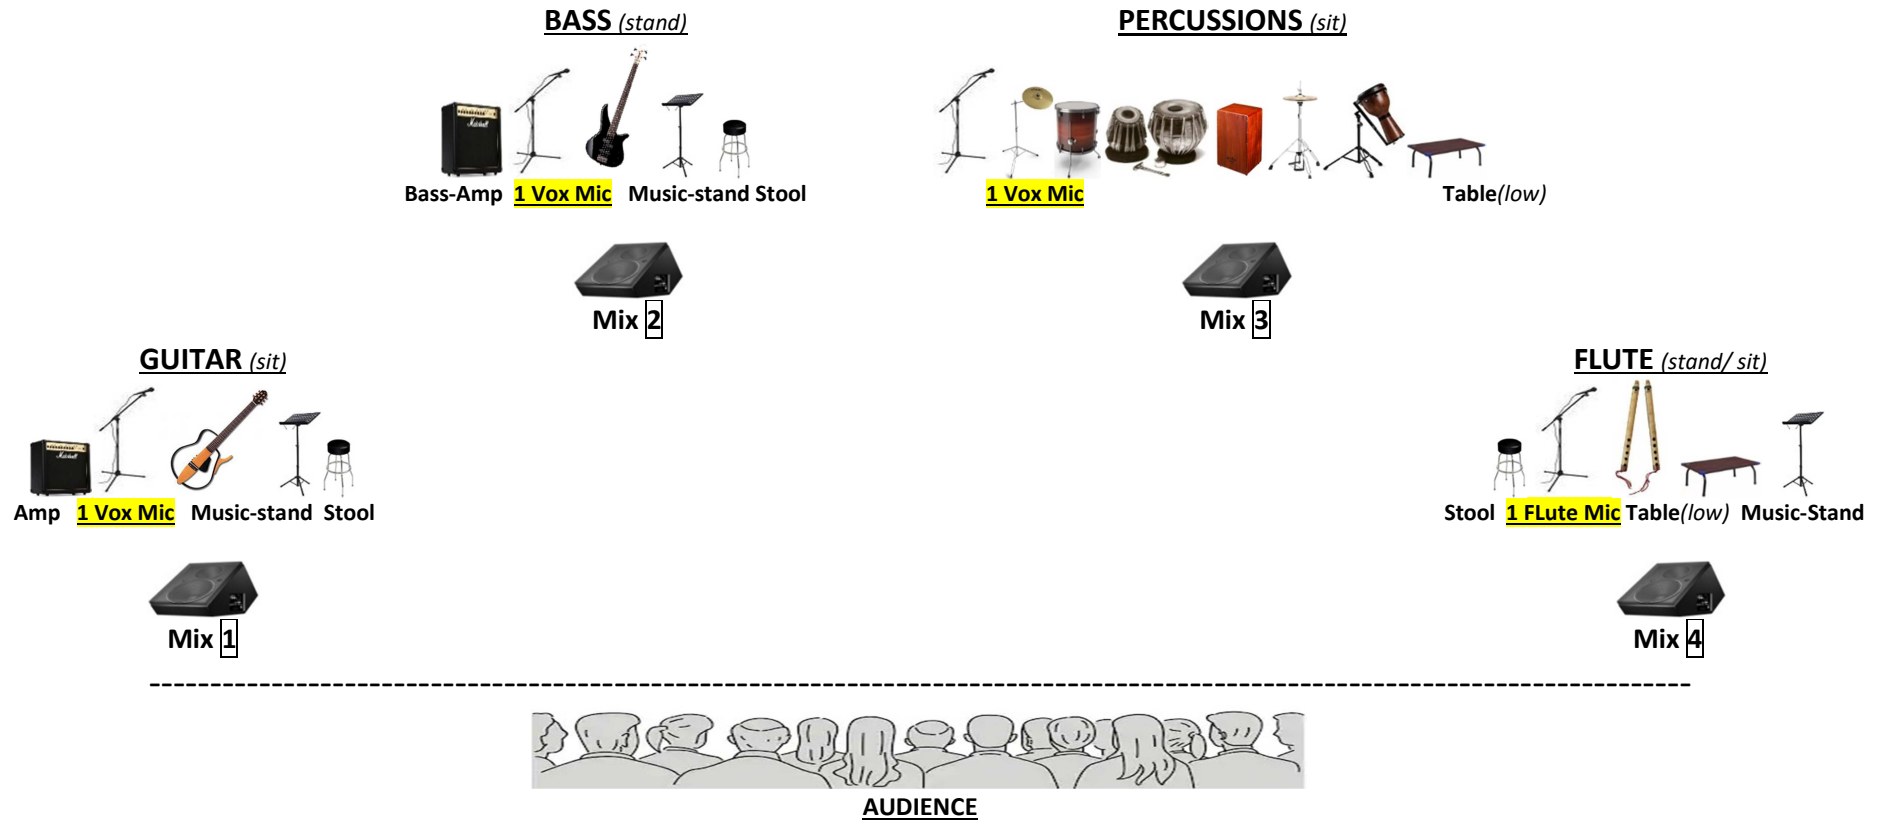 BASS (stand)
PERCUSSIONS (sit)
Marshall
Bass-Amp 1 Vox Mic Music-stand Stool
1 Vox Mic Table(low)
Mix 2
Mix 3
GUITAR (sit)
FLUTE (stand/ sit)
Marshall
Amp 1 Vox Mic Music-stand Stool
Stool 1 FLute Mic Table(low) Music-Stand
Mix 1
Mix 4
AUDIENCE